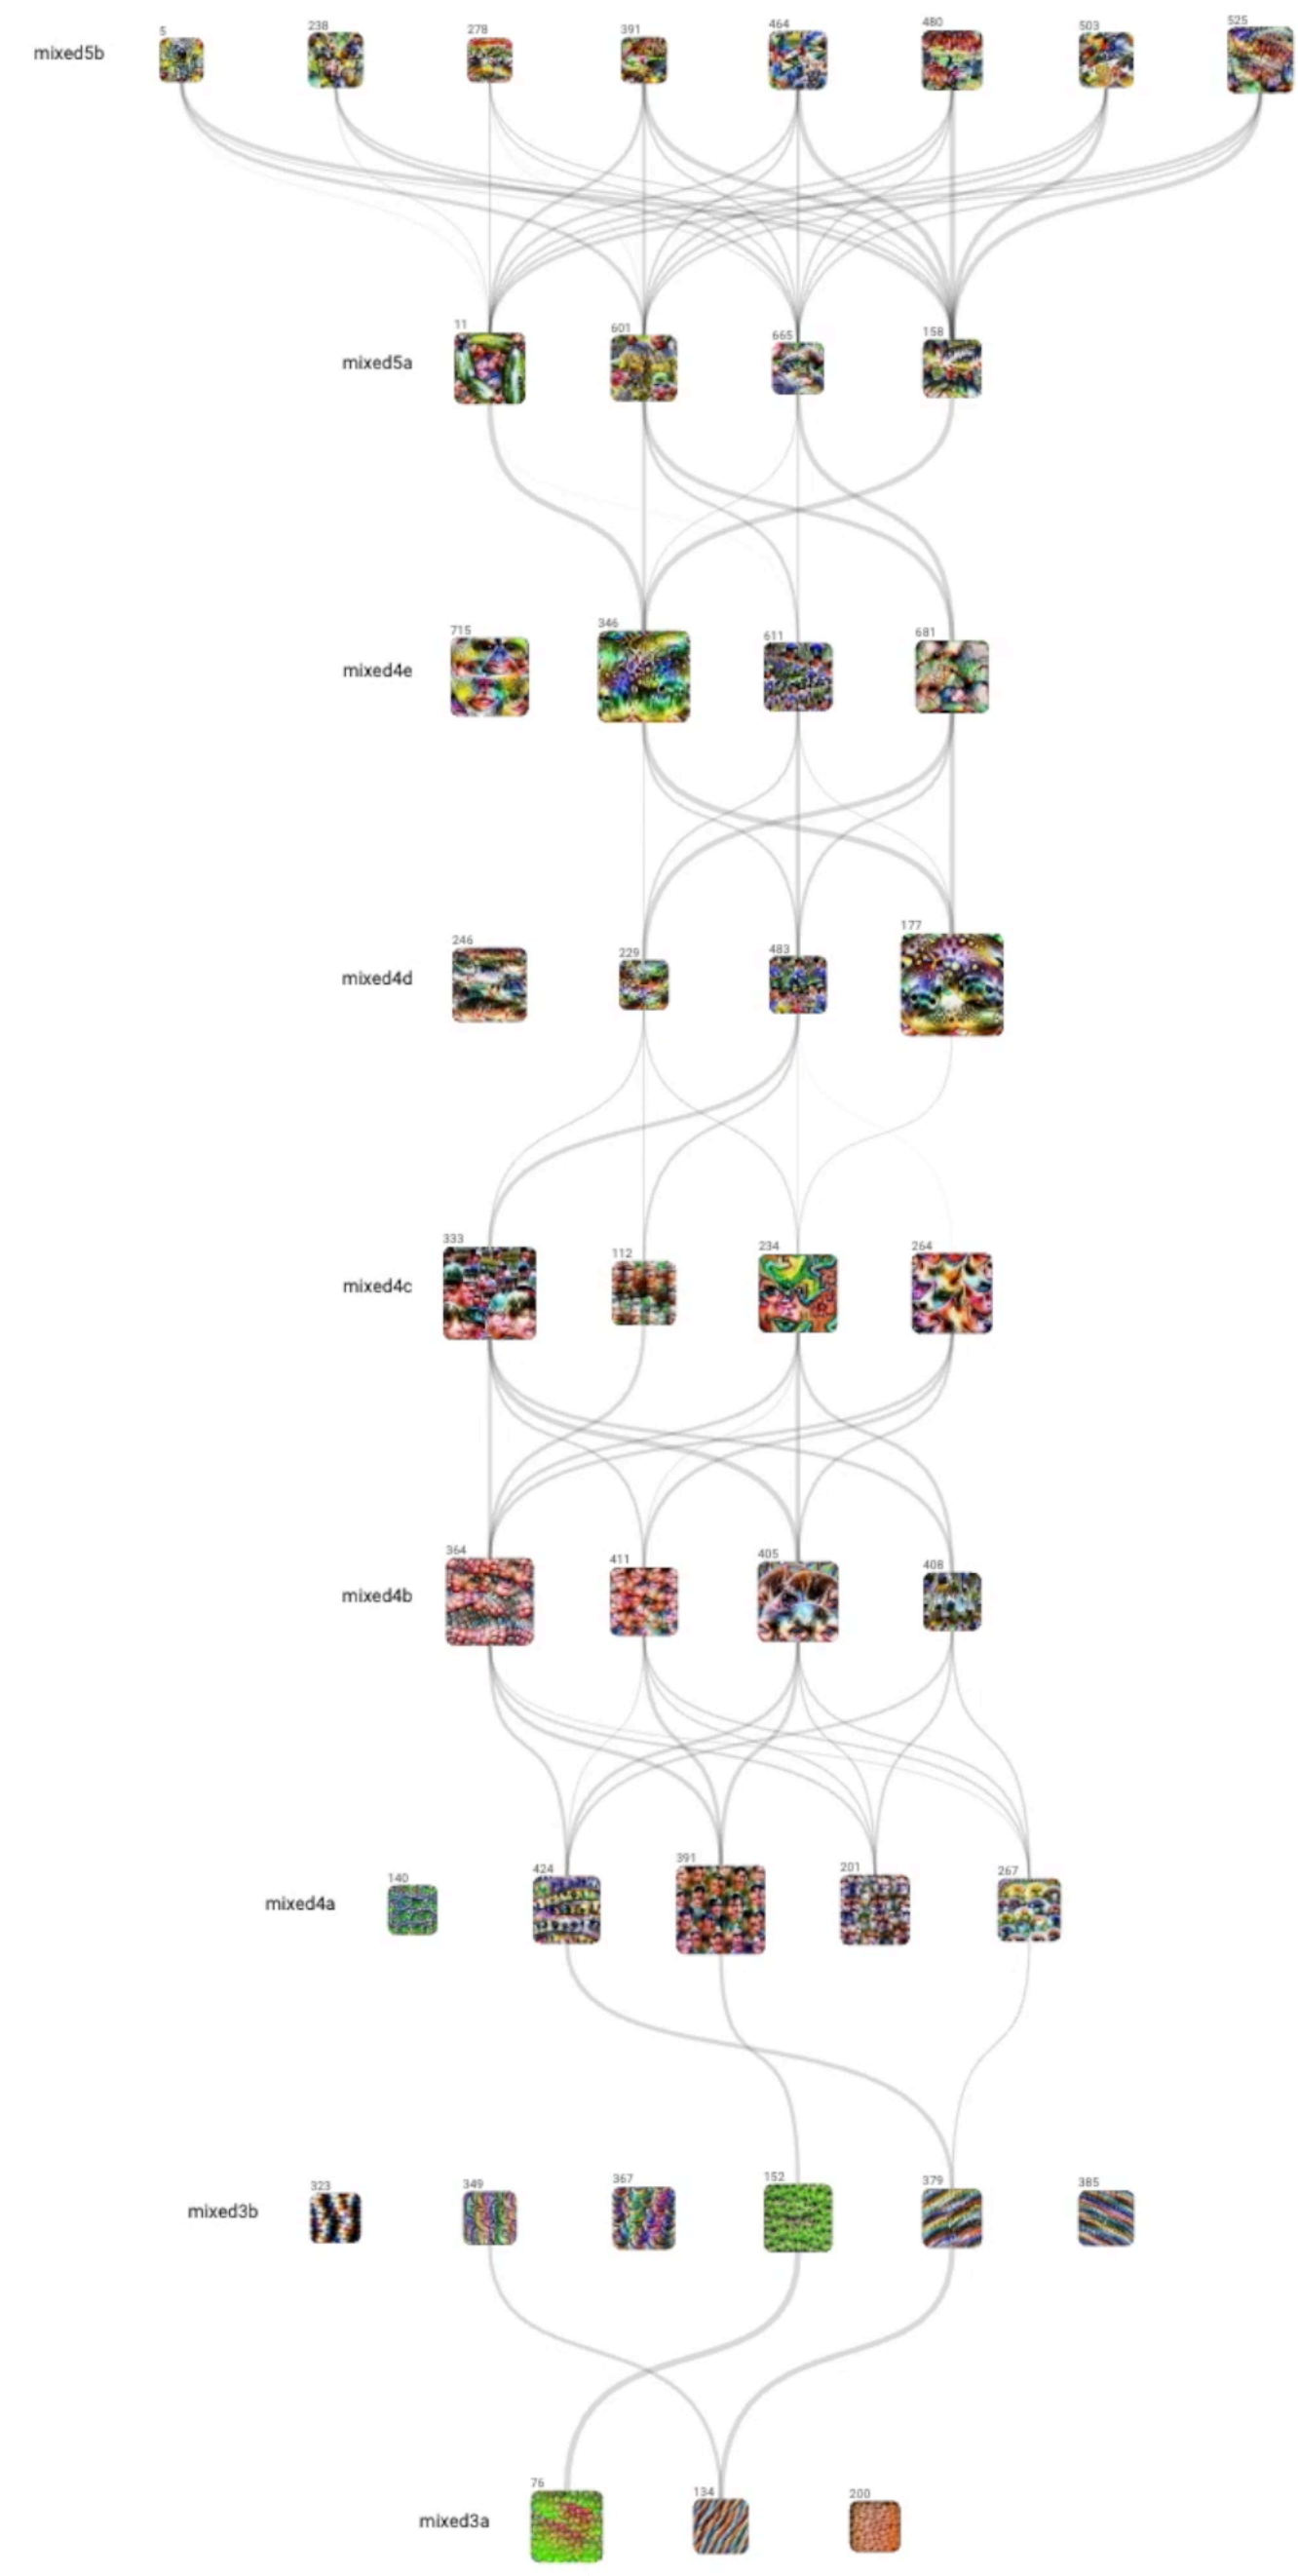 mixed5b 5 238 278 391 464 480 503 525
mixed5a 11 601 665 158
mixed4e 715 346 611 681
mixed4d 246 229 483 177
mixed4c 333 112 234 264
mixed4b 364 411 405 408
mixed4a 140 424 391 201 267
mixed3b 323 349 367 152 379 385
mixed3a 76 134 200